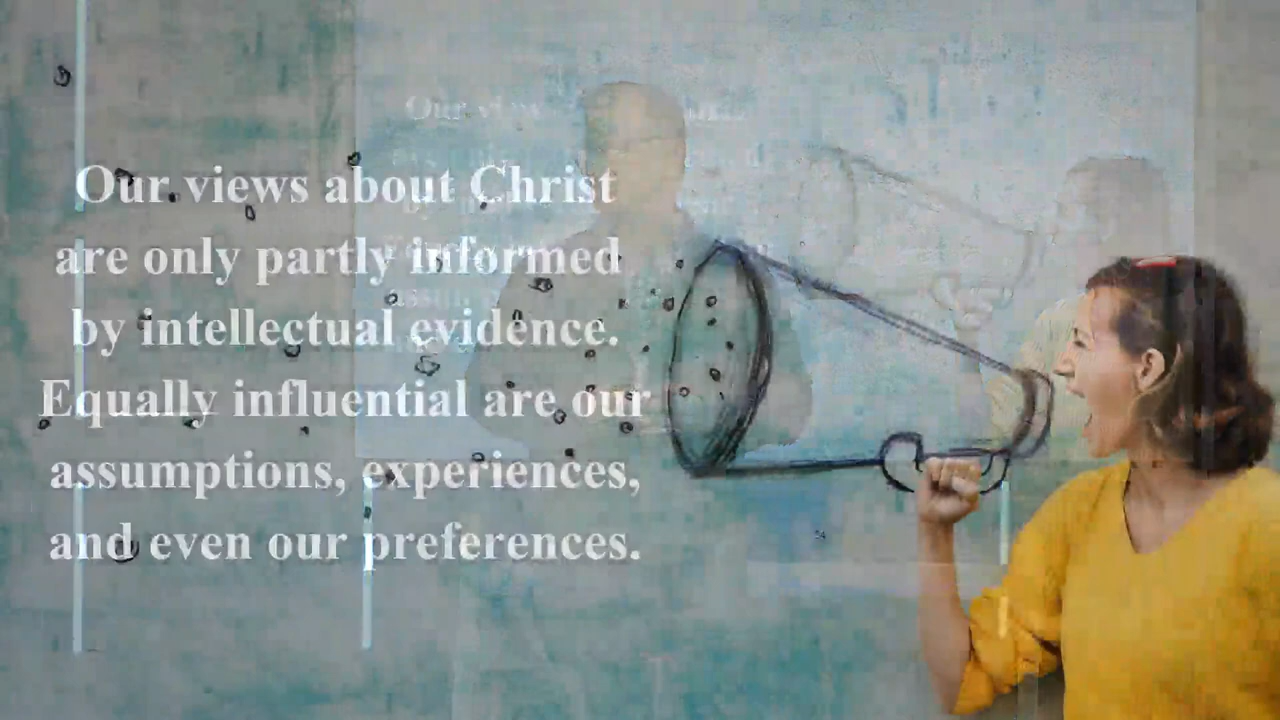 Our views about Christ
are only partly informed
by intellectual evidence.
Equally influential are our
assumptions, experiences,
and even our preferences.